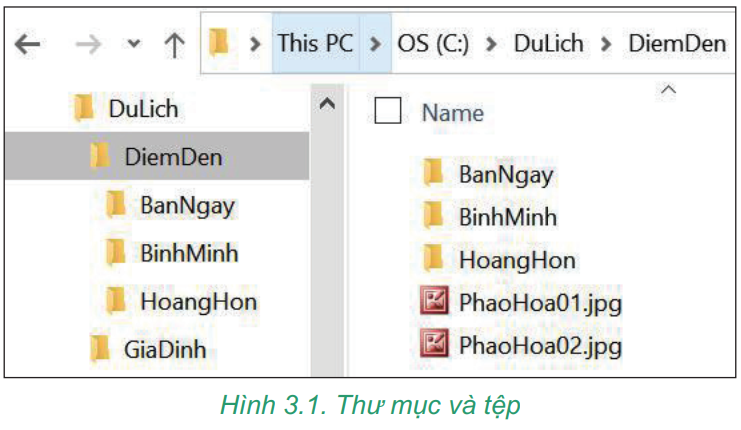 This PC > OS (C:) > DuLich > DiemDen
DuLich
DiemDen
BanNgay
BinhMinh
HoangHon
GiaDinh
Name
BanNgay
BinhMinh
HoangHon
PhaoHoa01.jpg
PhaoHoa02.jpg
Hình 3.1. Thư mục và tệp